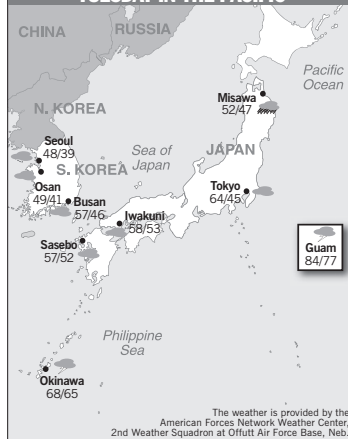 TUESDAY IN THE PACIFIC
CHINA
RUSSIA
Pacific
Ocean
N. KOREA
Misawa
52/47
Seoul
48/39
Sea of
Japan
JAPAN
S. KOREA
Osan
49/41
Busan
57/46
Tokyo
64/45
Iwakuni
58/53
Sasebo
57/52
Guam
84/77
Philippine
Sea
Okinawa
68/65
The weather is provided by the
American Forces Network Weather Center,
2nd Weather Squadron at Offutt Air Force Base, Neb.